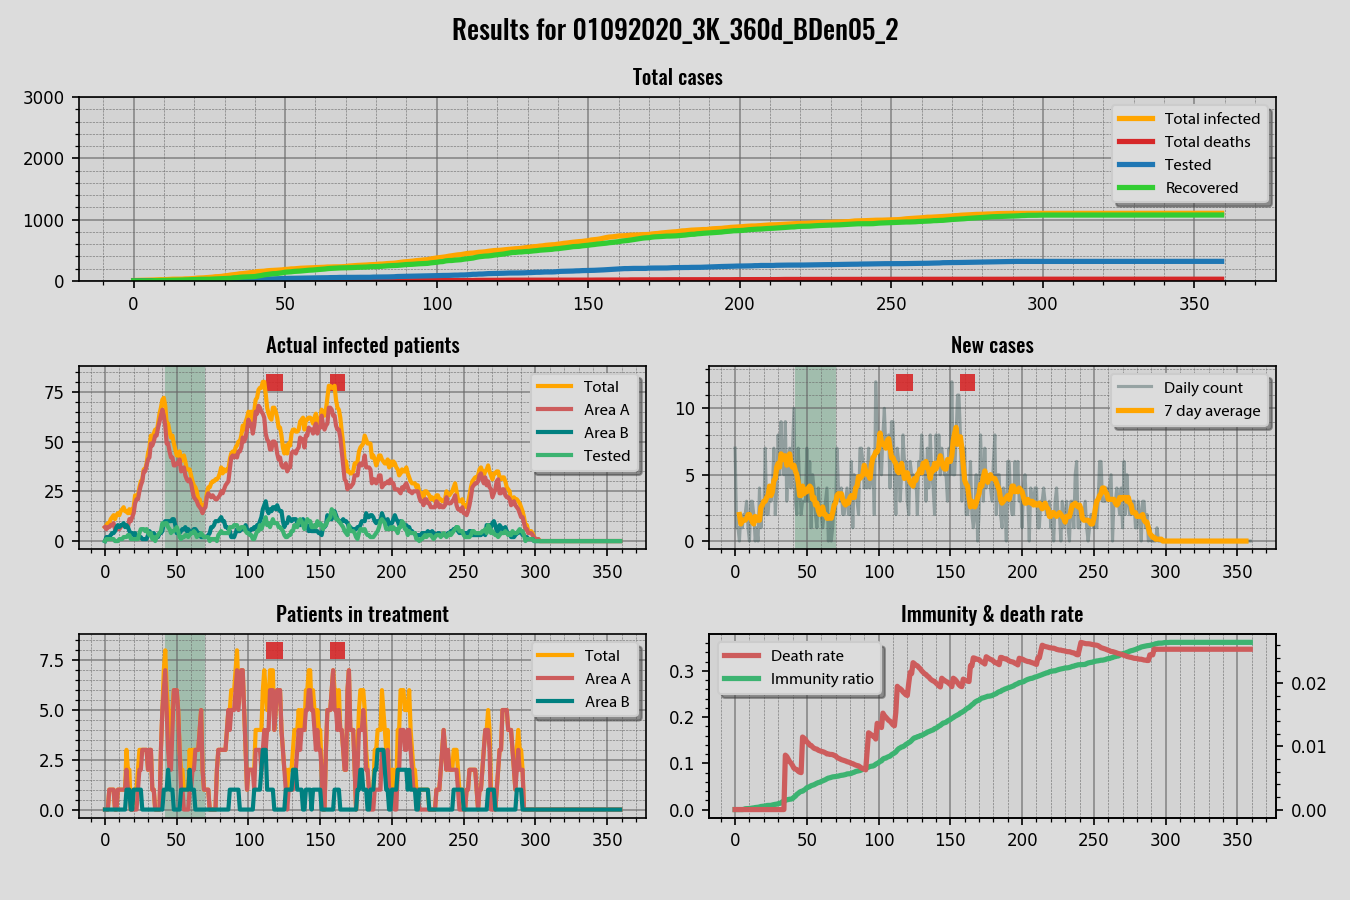 Results for 01092020_3K_360d_BDen05_2
Total cases
3000
2000
1000
0
Total infected
Total deaths
Tested
Recovered
0 50 100 150 200 250 300 350
Actual infected patients
75
50
25
0
Total
Area A
Area B
Tested
0 50 100 150 200 250 300 350
New cases
10
5
0
Daily count
7 day average
0 50 100 150 200 250 300 350
Patients in treatment
7.5
5.0
2.5
0.0
Total
Area A
Area B
0 50 100 150 200 250 300 350
Immunity & death rate
0.3
0.2
0.1
0.0
Death rate
Immunity ratio
0.02
0.01
0.00
0 50 100 150 200 250 300 350